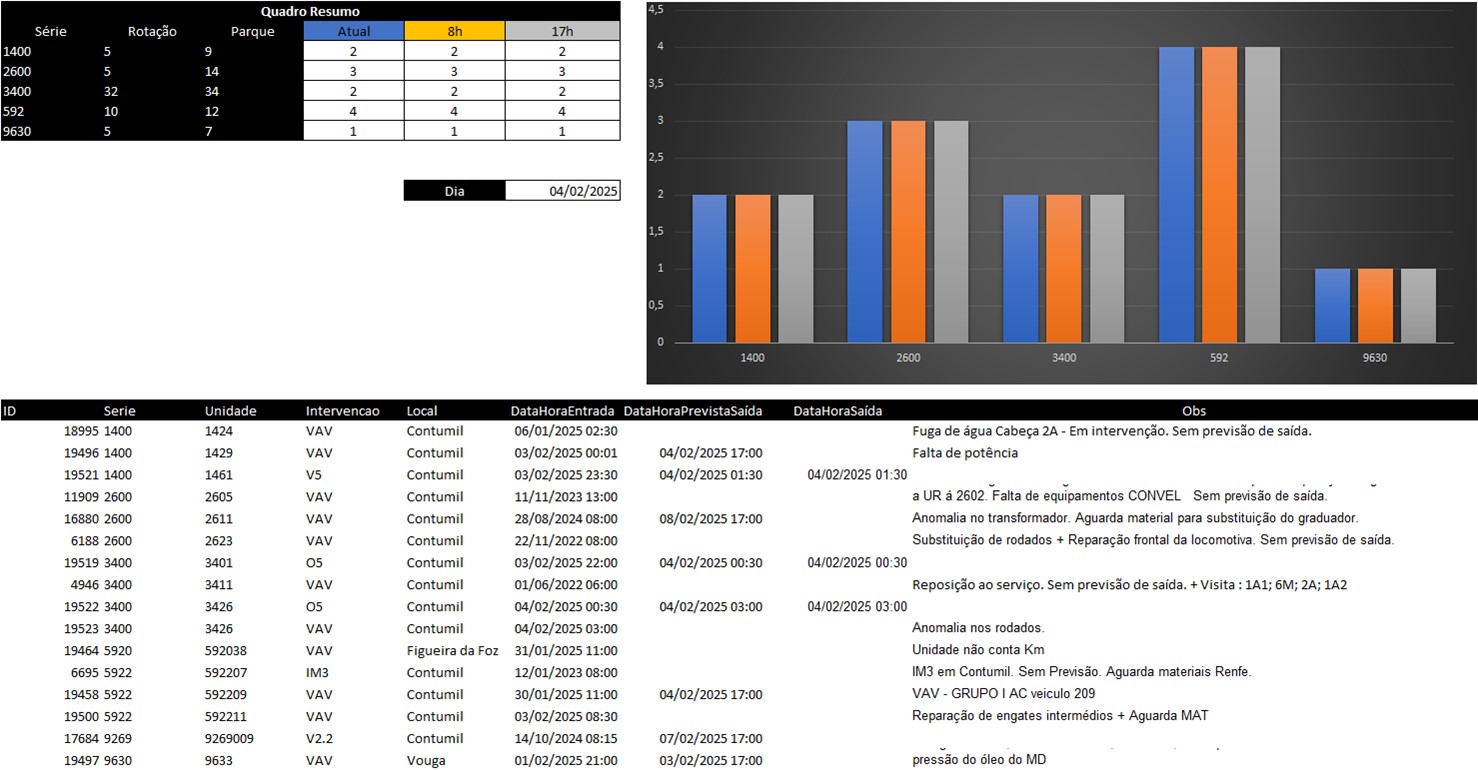 Quadro Resumo
Série Rotação Parque Atual 8h 17h
1400 5 9 2 2 2
2600 5 14 3 3 3
3400 32 34 2 2 2
592 10 12 4 4 4
9630 5 7 1 1 1
Dia 04/02/2025
4,5
4
3,5
3
2,5
2
1,5
1
0,5
0
1400 2600 3400 592 9630
ID Serie Unidade Intervencao Local DataHoraEntrada DataHoraPrevistaSaída DataHoraSaída Obs
18995 1400 1424 VAV Contumil 06/01/2025 02:30 Fuga de água Cabeça 2A - Em intervenção. Sem previsão de saída.
19496 1400 1429 VAV Contumil 03/02/2025 00:01 04/02/2025 17:00 Falta de potência
19521 1400 1461 V5 Contumil 03/02/2025 23:30 04/02/2025 01:30 04/02/2025 01:30
11909 2600 2605 VAV Contumil 11/11/2023 13:00 a UR á 2602. Falta de equipamentos CONVEL Sem previsão de saída.
16880 2600 2611 VAV Contumil 28/08/2024 08:00 08/02/2025 17:00 Anomalia no transformador. Aguarda material para substituição do graduador.
6188 2600 2623 VAV Contumil 22/11/2022 08:00 Substituição de rodados + Reparação frontal da locomotiva. Sem previsão de saída.
19519 3400 3401 O5 Contumil 03/02/2025 22:00 04/02/2025 00:30 04/02/2025 00:30
4946 3400 3411 VAV Contumil 01/06/2022 06:00 Reposição ao serviço. Sem previsão de saída. + Visita : 1A1; 6M; 2A; 1A2
19522 3400 3426 O5 Contumil 04/02/2025 00:30 04/02/2025 03:00 04/02/2025 03:00
19523 3400 3426 VAV Contumil 04/02/2025 03:00 Anomalia nos rodados.
19464 5920 592038 VAV Figueira da Foz 31/01/2025 11:00 Unidade não conta Km
6695 5922 592207 IM3 Contumil 12/01/2023 08:00 IM3 em Contumil. Sem Previsão. Aguarda materiais Renfe.
19458 5922 592209 VAV Contumil 30/01/2025 11:00 04/02/2025 17:00 VAV - GRUPO I AC veiculo 209
19500 5922 592211 VAV Contumil 03/02/2025 08:30 Reparação de engates intermédios + Aguarda MAT
17684 9269 9269009 V2.2 Contumil 14/10/2024 08:15 07/02/2025 17:00
19497 9630 9633 VAV Vouga 01/02/2025 21:00 03/02/2025 17:00 pressão do óleo do MD